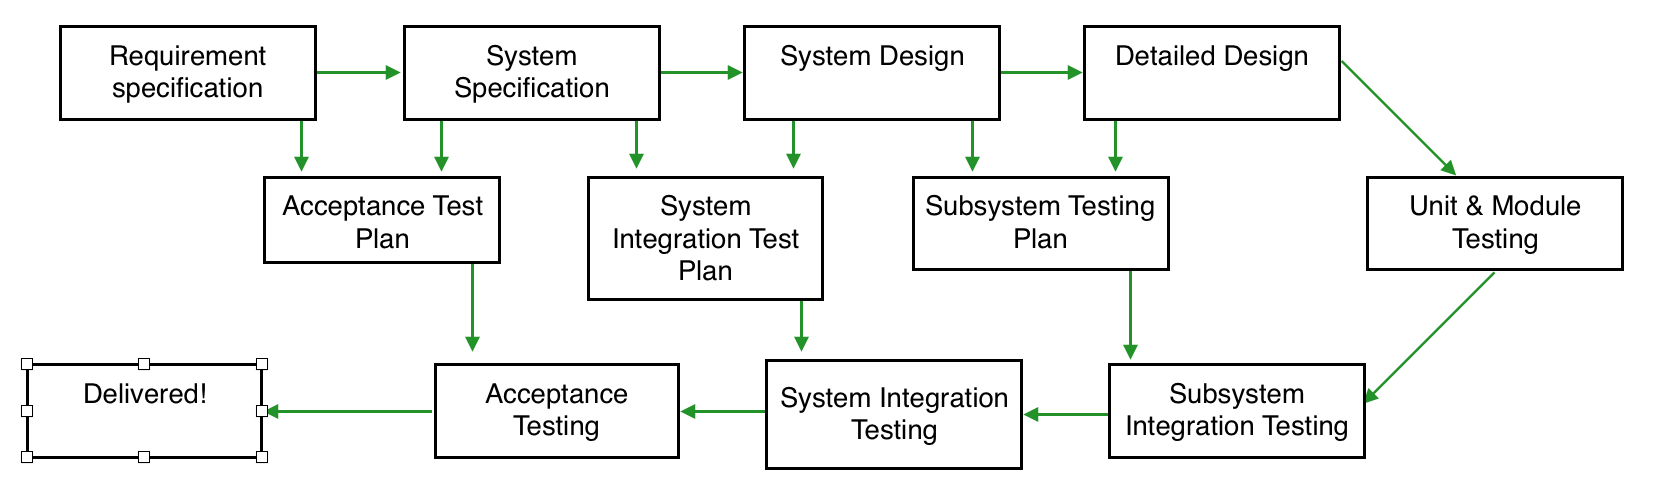 Requirement
specification
System
Specification
System Design
Detailed Design
Acceptance Test
Plan
System
Integration Test
Plan
Subsystem Testing
Plan
Unit & Module
Testing
Delivered!
Acceptance
Testing
System Integration
Testing
Subsystem
Integration Testing